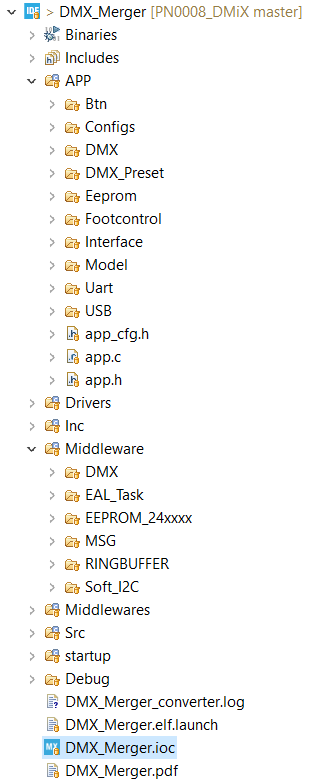 IDE > DMX_Merger [PN0008_DMiX master]
Binaries
Includes
APP
Btn
Configs
DMX
DMX_Preset
Eeprom
Footcontrol
Interface
Model
Uart
USB
.h app_cfg.h
.c app.c
.h app.h
Drivers
Inc
Middleware
DMX
EAL_Task
EEPROM_24xxxx
MSG
RINGBUFFER
Soft_I2C
Middlewares
Src
startup
Debug
DMX_Merger_converter.log
DMX_Merger.elf.launch
MX DMX_Merger.ioc
DMX_Merger.pdf